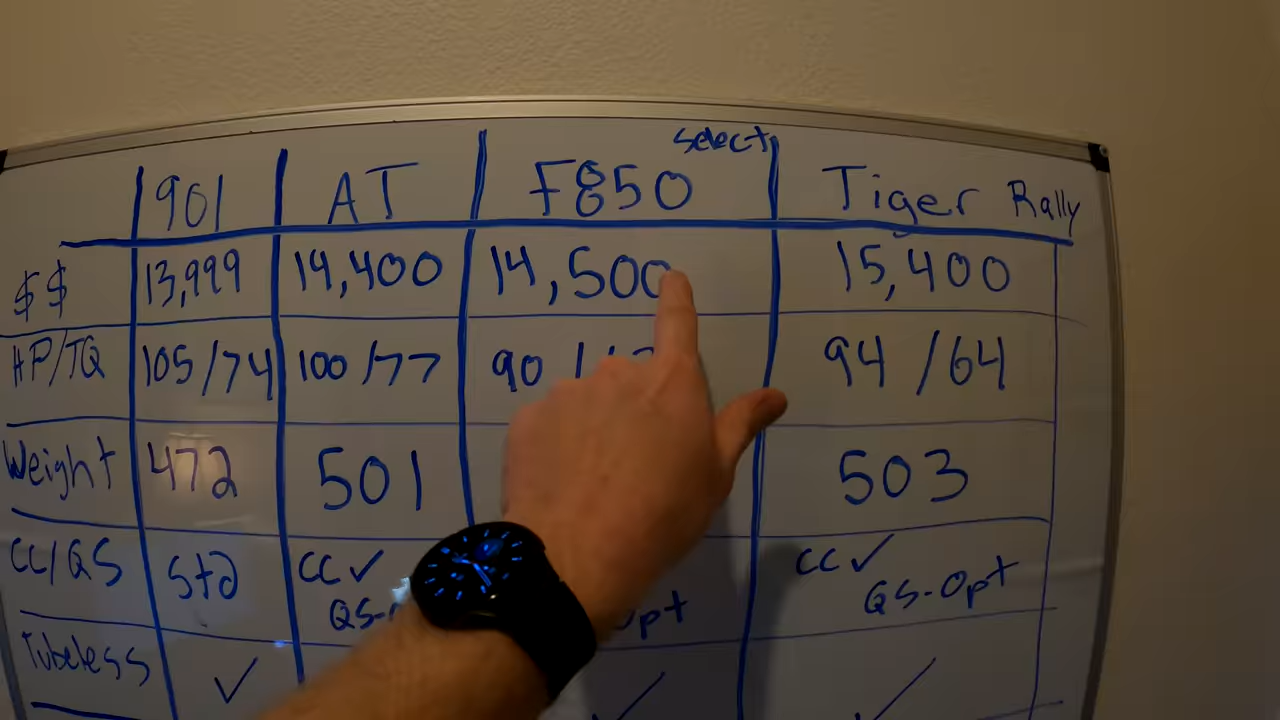 select
901 AT F850 Tiger Rally
$$ 13,999 14,400 14,500 15,400
HP/TQ 105/74 100/77 90 / 94/64
Weight 472 501 503
CC/QS Std CC✓ CC✓
QS- opt QS-Opt
Tubeless ✓ ✓ ✓